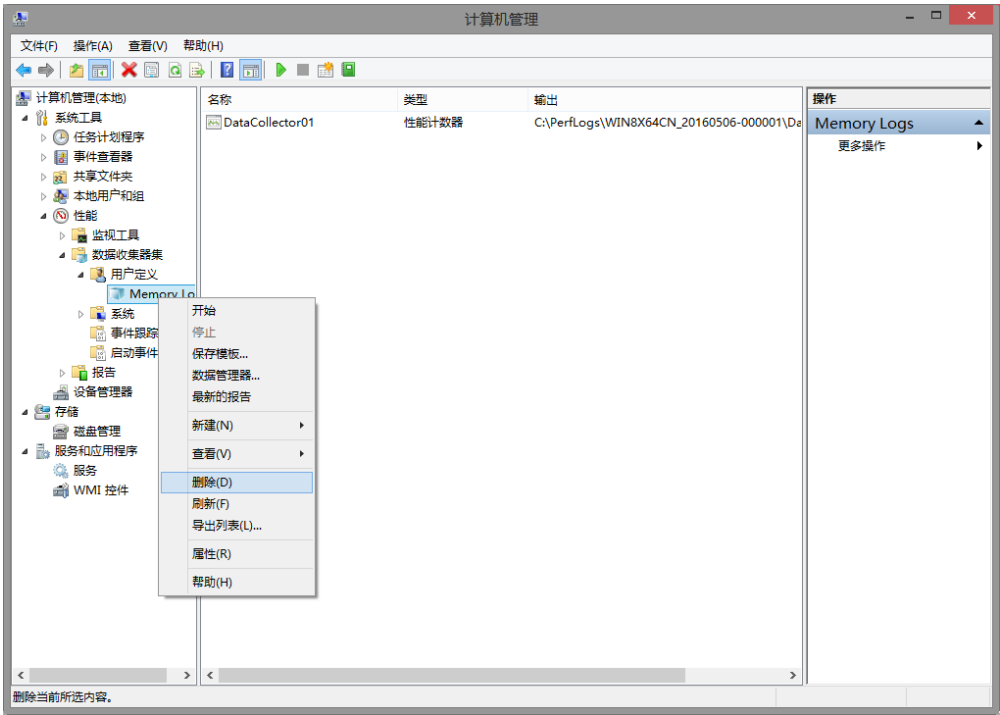 计算机管理
文件(F) 操作(A) 查看(V) 帮助(H)
计算机管理(本地)
系统工具
任务计划程序
事件查看器
共享文件夹
本地用户和组
性能
监视工具
数据收集器集
用户定义
Memory Lo
系统
事件跟踪
启动事件
报告
设备管理器
存储
磁盘管理
服务和应用程序
服务
WMI 控件
名称 类型 输出
DataCollector01 性能计数器 C:\PerfLogs\WIN8X64CN_20160506-000001\Da
开始
停止
保存模板...
数据管理器...
最新的报告
新建(N)
查看(V)
删除(D)
刷新(F)
导出列表(L)...
属性(R)
帮助(H)
操作
Memory Logs
更多操作
删除当前所选内容。